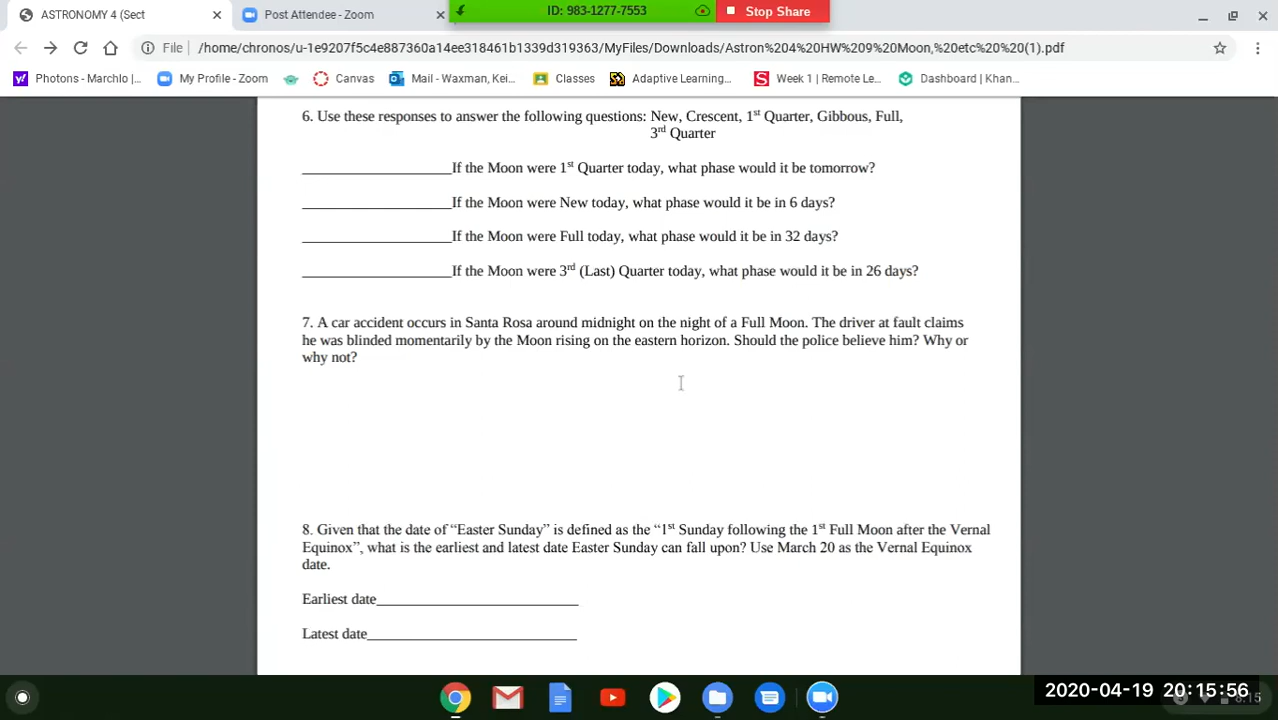 ASTRONOMY 4 (Sect
Post Attendee - Zoom
ID: 983-1277-7553
Stop Share
File
/home/chronos/u-1e9207f5c4e887360a14ee318461b1339d319363/MyFiles/Downloads/Astron%204%20HW%209%20Moon,%20etc%20%20(1).pdf
Photons - Marchlo |...
My Profile - Zoom
Canvas
Mail - Waxman, Kei...
Classes
Adaptive Learning...
Week 1 | Remote Le...
Dashboard | Khan...
6. Use these responses to answer the following questions: New, Crescent, 1st Quarter, Gibbous, Full,
3rd Quarter
____________________If the Moon were 1st Quarter today, what phase would it be tomorrow?
____________________If the Moon were New today, what phase would it be in 6 days?
____________________If the Moon were Full today, what phase would it be in 32 days?
____________________If the Moon were 3rd (Last) Quarter today, what phase would it be in 26 days?
7. A car accident occurs in Santa Rosa around midnight on the night of a Full Moon. The driver at fault claims
he was blinded momentarily by the Moon rising on the eastern horizon. Should the police believe him? Why or
why not?
8. Given that the date of “Easter Sunday” is defined as the “1st Sunday following the 1st Full Moon after the Vernal
Equinox”, what is the earliest and latest date Easter Sunday can fall upon? Use March 20 as the Vernal Equinox
date.
Earliest date___________________________
Latest date____________________________
2020-04-19 20:15:56